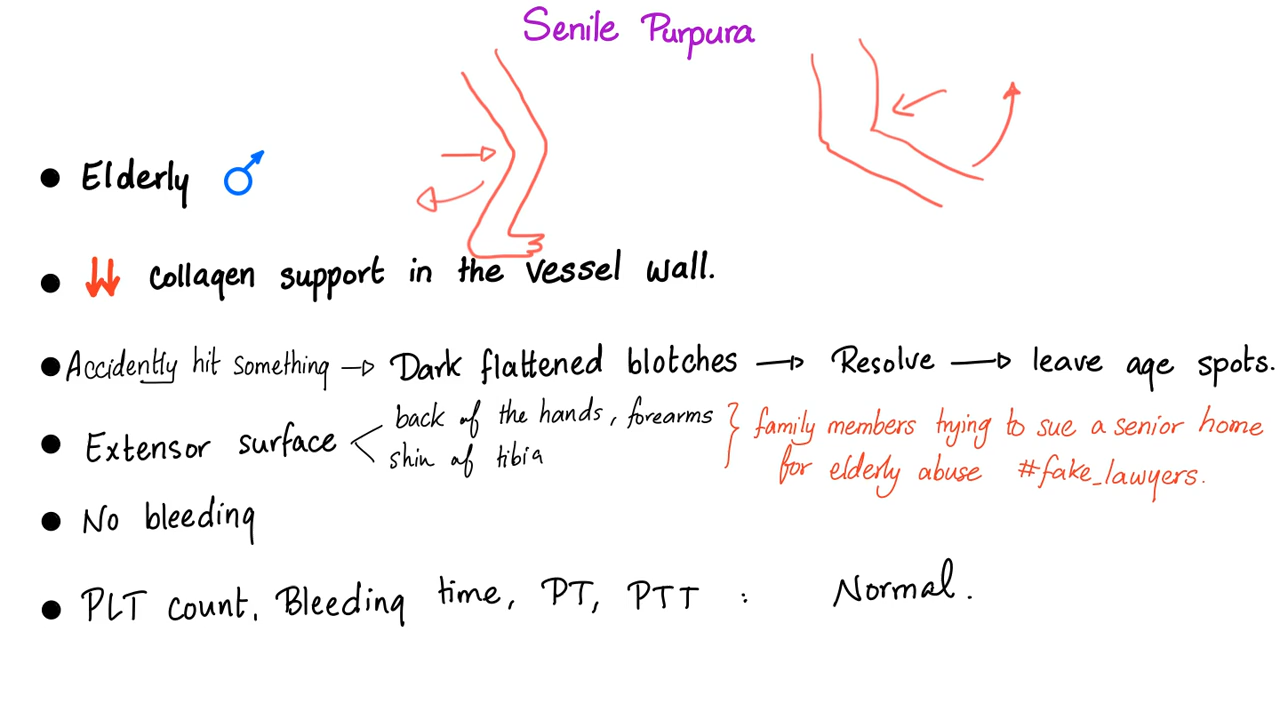 Senile Purpura
Elderly ♂
↓↓ collagen support in the vessel wall.
Accidently hit something → Dark flattened blotches → Resolve → leave age spots.
Extensor surface < back of the hands, forearms } family members trying to sue a senior home
shin of tibia for elderly abuse #fake_lawyers.
No bleeding
PLT count, Bleeding time, PT, PTT : Normal.